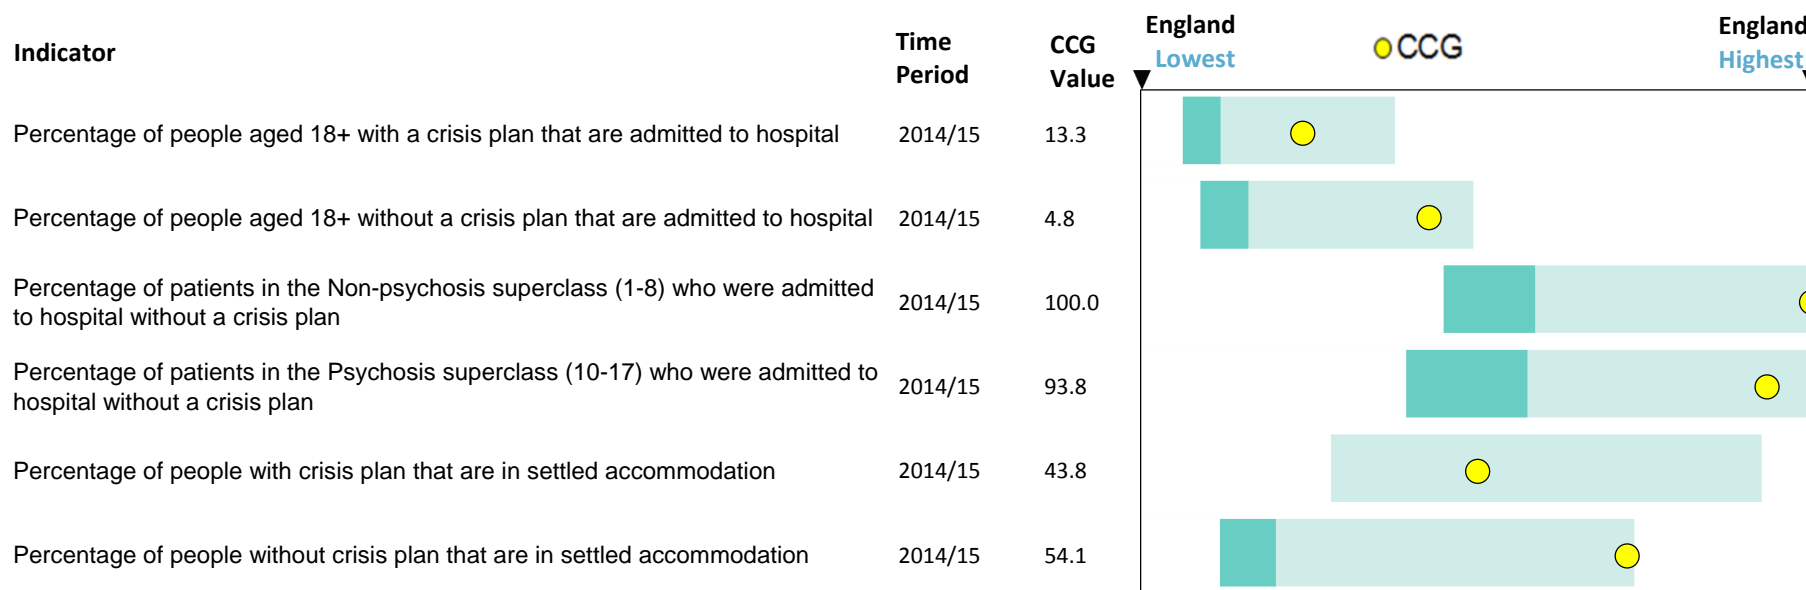 Indicator
Time
Period
CCG
Value
England
Lowest
CCG
England
Highest
Percentage of people aged 18+ with a crisis plan that are admitted to hospital 2014/15 13.3
Percentage of people aged 18+ without a crisis plan that are admitted to hospital 2014/15 4.8
Percentage of patients in the Non-psychosis superclass (1-8) who were admitted
to hospital without a crisis plan
2014/15 100.0
Percentage of patients in the Psychosis superclass (10-17) who were admitted to
hospital without a crisis plan
2014/15 93.8
Percentage of people with crisis plan that are in settled accommodation 2014/15 43.8
Percentage of people without crisis plan that are in settled accommodation 2014/15 54.1